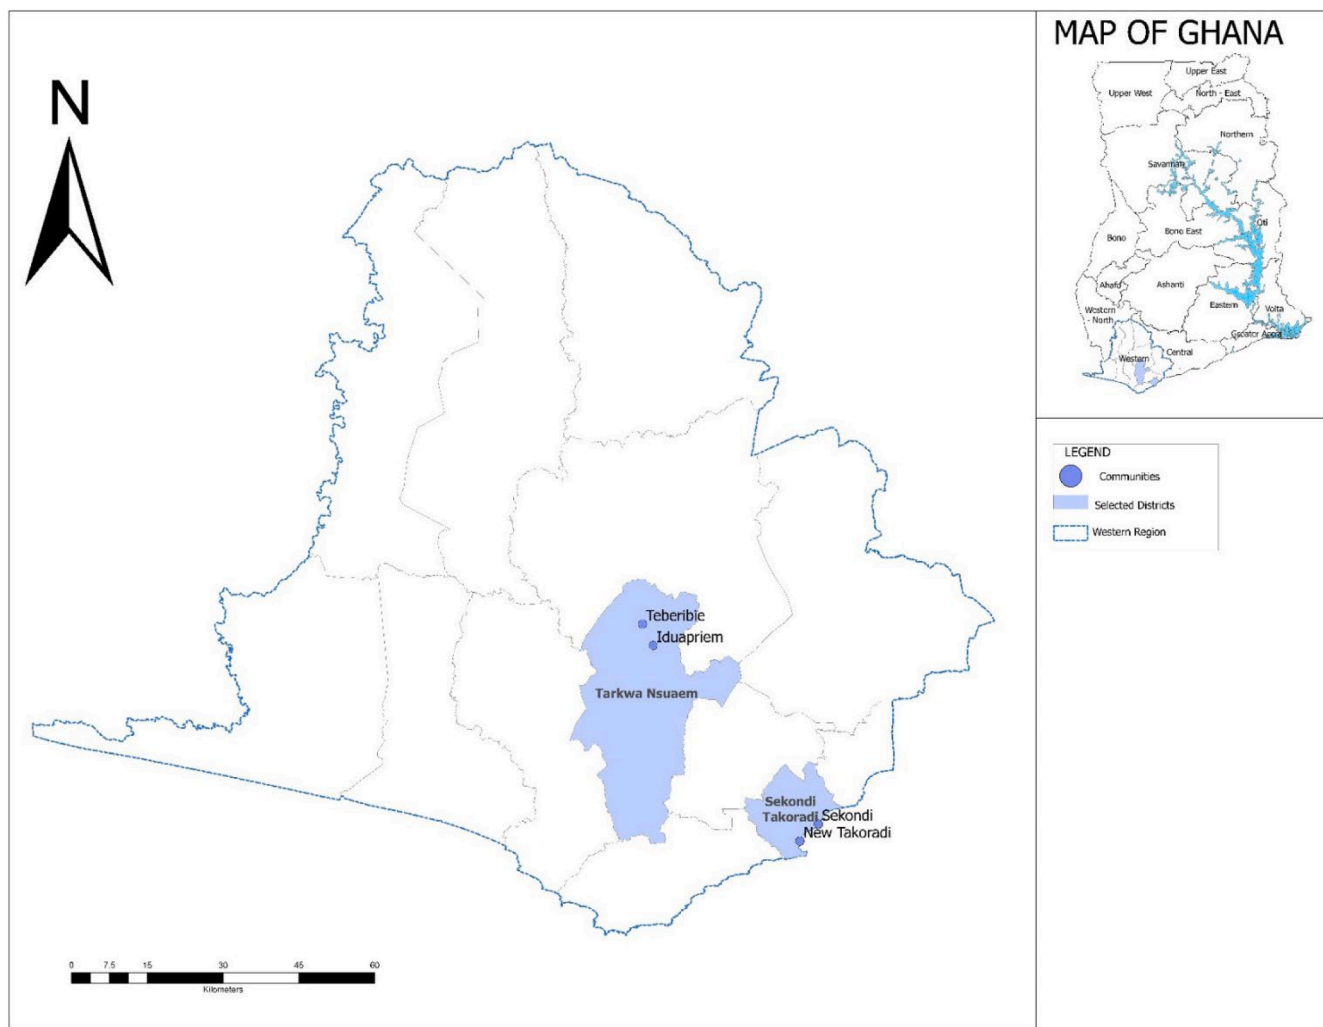 MAP OF GHANA
N
Upper East
Upper West
North - East
Northern
Savannah
Oti
Bono
Bono East
Ahafo
Ashanti
Eastern
Volta
Western
- North
Greater Accra
Central
Western
LEGEND
Communities
Selected Districts
Western Region
Teberibie
Iduapriem
Tarkwa Nsuaem
Sekondi
Takoradi
Sekondi
New Takoradi
0 7.5 15 30 45 60
Kilometers